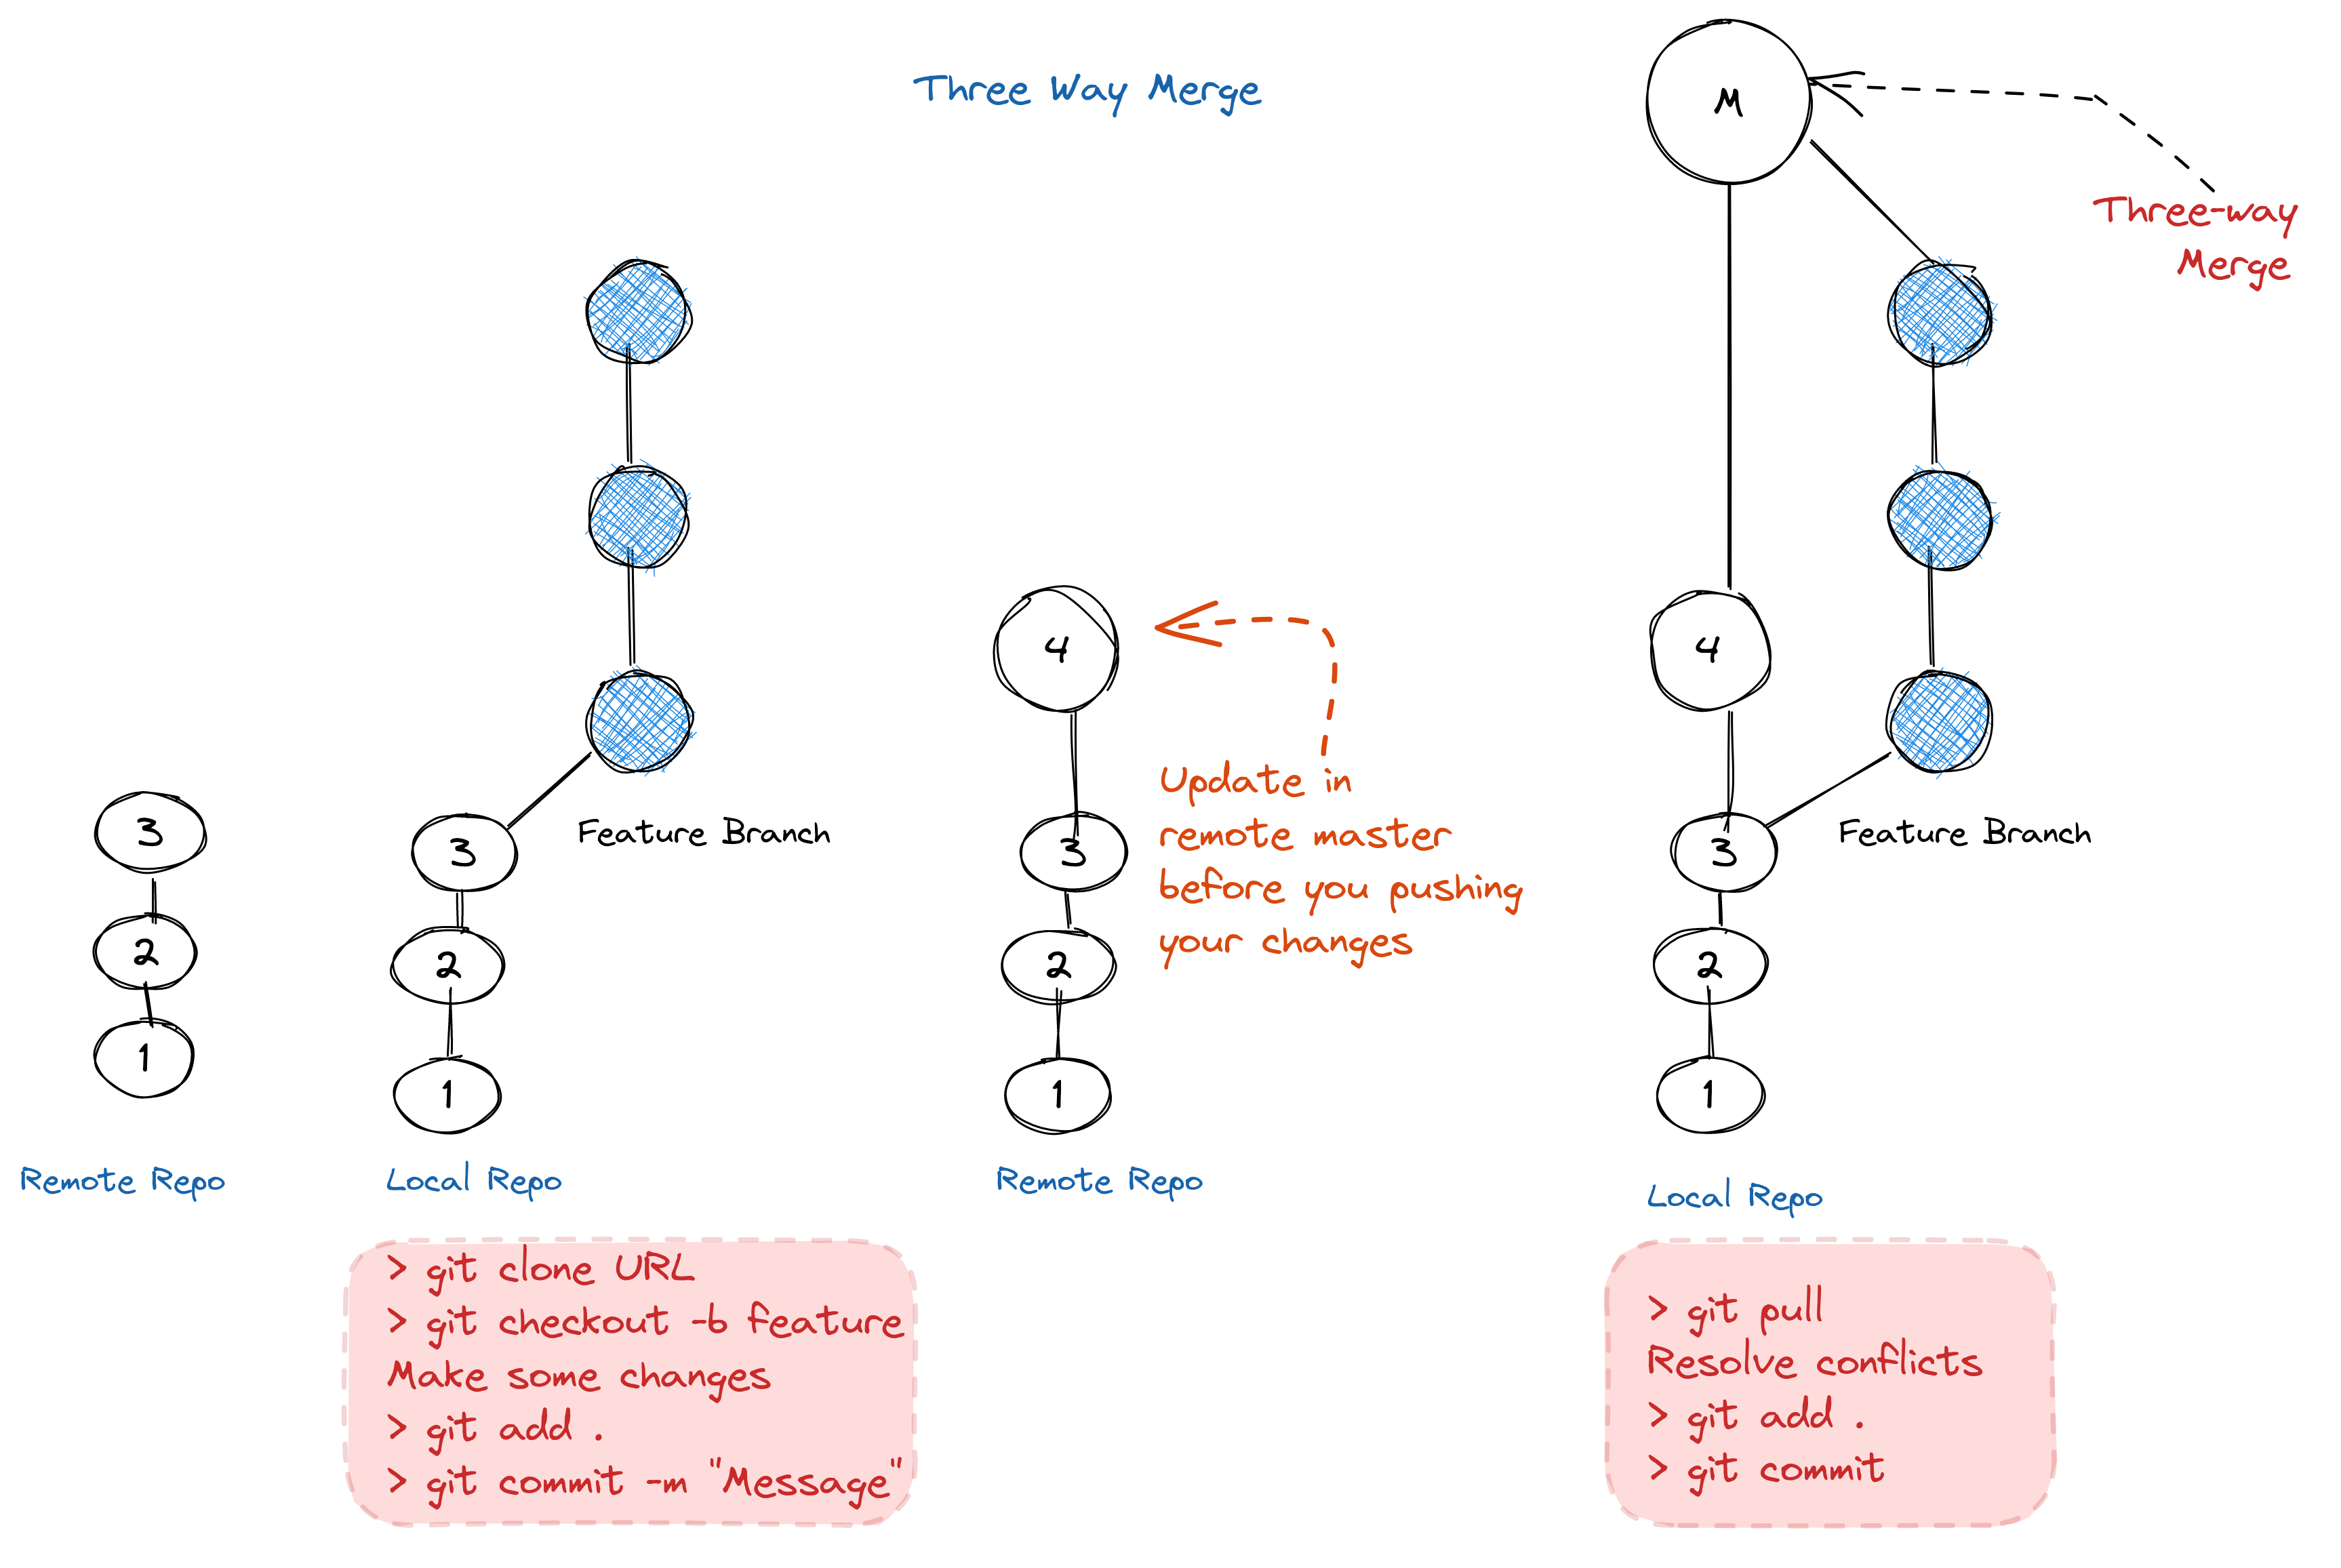 Three Way Merge
M
Three-way
Merge
4
4
Update in
remote master
before you pushing
your changes
3
3
Feature Branch
3
3
Feature Branch
2
2
2
2
1
1
1
1
Remote Repo
Local Repo
Remote Repo
Local Repo
> git clone URL
> git checkout -b feature
Make some changes
> git add .
> git commit -m "Message"
> git pull
Resolve conflicts
> git add .
> git commit